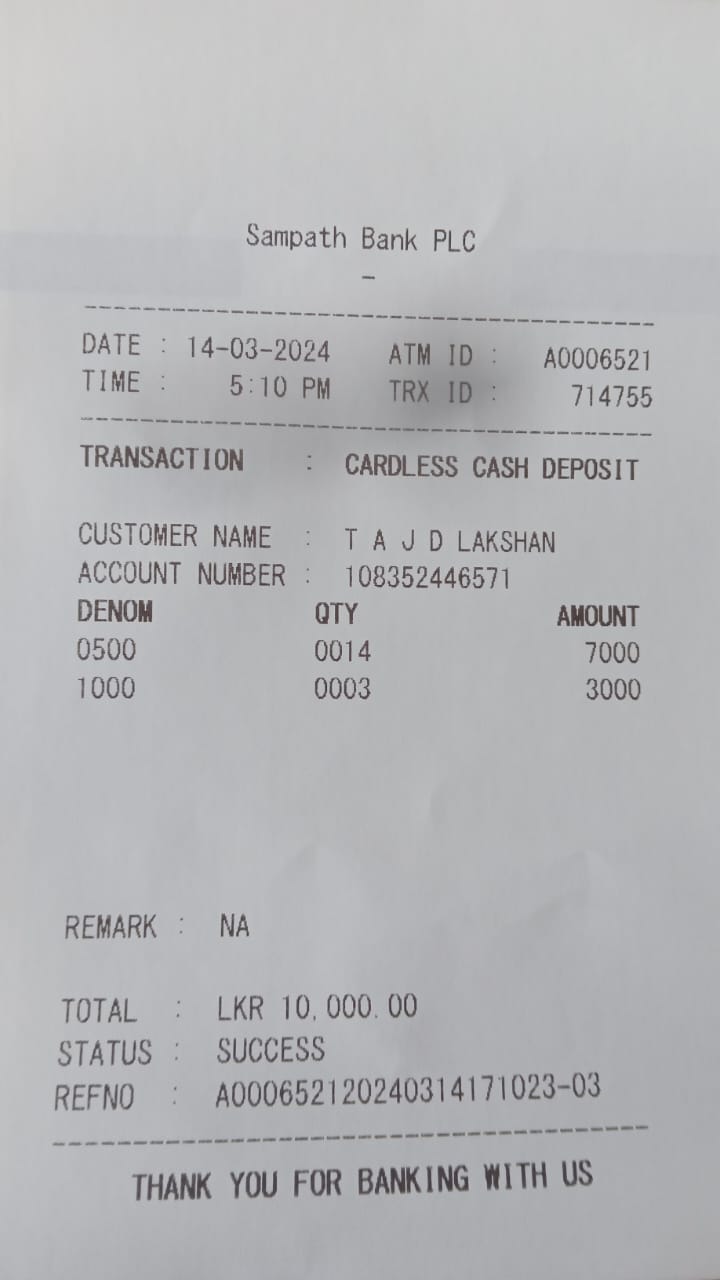 Sampath Bank PLC
-
DATE : 14-03-2024 ATM ID : A0006521
TIME : 5:10 PM TRX ID : 714755
TRANSACTION : CARDLESS CASH DEPOSIT
CUSTOMER NAME : T A J D LAKSHAN
ACCOUNT NUMBER : 108352446571
DENOM QTY AMOUNT
0500 0014 7000
1000 0003 3000
REMARK : NA
TOTAL : LKR 10,000.00
STATUS : SUCCESS
REFNO : A000652120240314171023-03
THANK YOU FOR BANKING WITH US